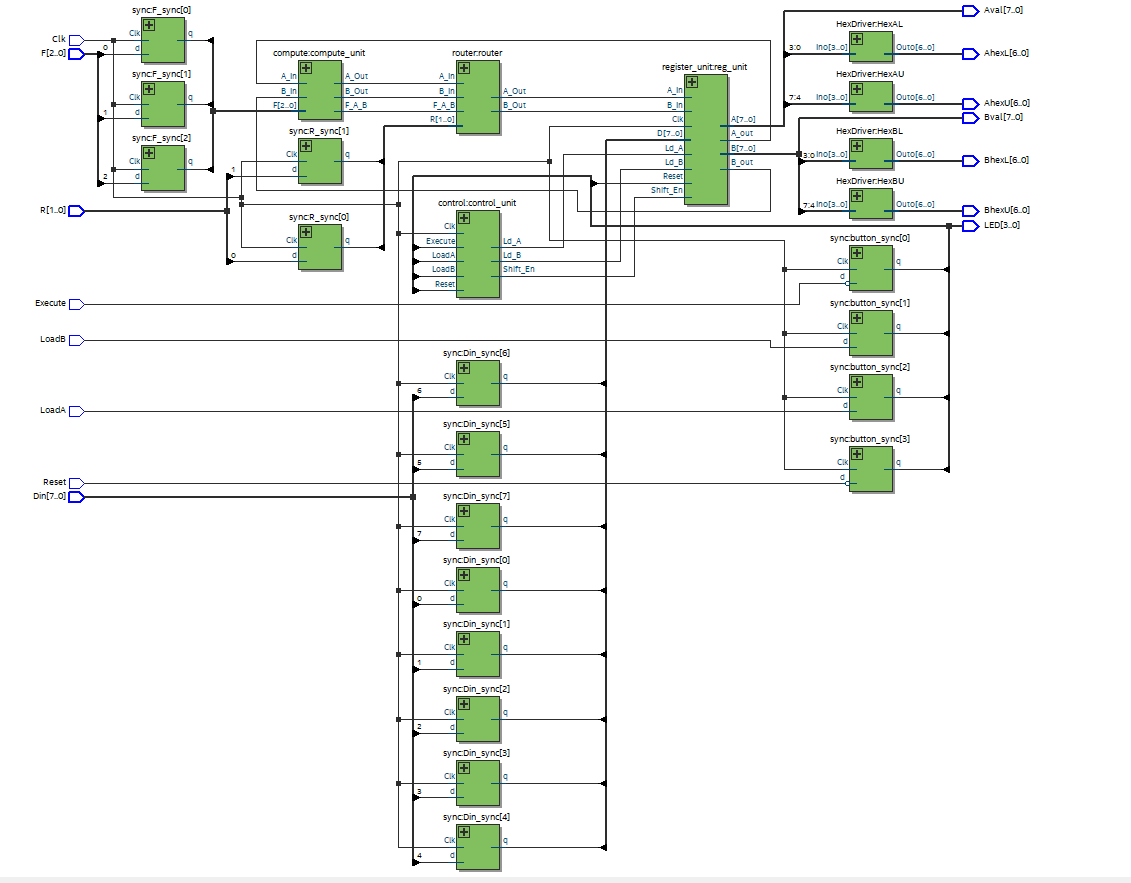 sync:F_sync[0]
Clk
F[2..0]
0
Clk
d
q
sync:F_sync[1]
1
Clk
d
q
sync:F_sync[2]
2
Clk
d
q
R[1..0]
compute:compute_unit
A_In
B_In
F[2..0]
A_Out
B_Out
F_A_B
sync:R_sync[1]
1
Clk
d
q
sync:R_sync[0]
0
Clk
d
q
router:router
A_In
B_In
F_A_B
R[1..0]
A_Out
B_Out
control:control_unit
Clk
Execute
LoadA
LoadB
Reset
Ld_A
Ld_B
Shift_En
register_unit:reg_unit
A_In
B_In
Clk
D[7..0]
Ld_A
Ld_B
Reset
Shift_En
A[7..0]
A_out
B[7..0]
B_out
Aval[7..0]
HexDriver:HexAL
3:0
In0[3..0]
Out0[6..0]
AhexL[6..0]
HexDriver:HexAU
7:4
In0[3..0]
Out0[6..0]
AhexU[6..0]
Bval[7..0]
HexDriver:HexBL
3:0
In0[3..0]
Out0[6..0]
BhexL[6..0]
HexDriver:HexBU
7:4
In0[3..0]
Out0[6..0]
BhexU[6..0]
LED[3..0]
sync:button_sync[0]
Clk
d
q
Execute
sync:button_sync[1]
Clk
d
q
LoadB
sync:button_sync[2]
Clk
d
q
LoadA
sync:button_sync[3]
Clk
d
q
Reset
Din[7..0]
sync:Din_sync[6]
Clk
6
d
q
sync:Din_sync[5]
Clk
5
d
q
sync:Din_sync[7]
Clk
7
d
q
sync:Din_sync[0]
Clk
0
d
q
sync:Din_sync[1]
Clk
1
d
q
sync:Din_sync[2]
Clk
2
d
q
sync:Din_sync[3]
Clk
3
d
q
sync:Din_sync[4]
Clk
4
d
q